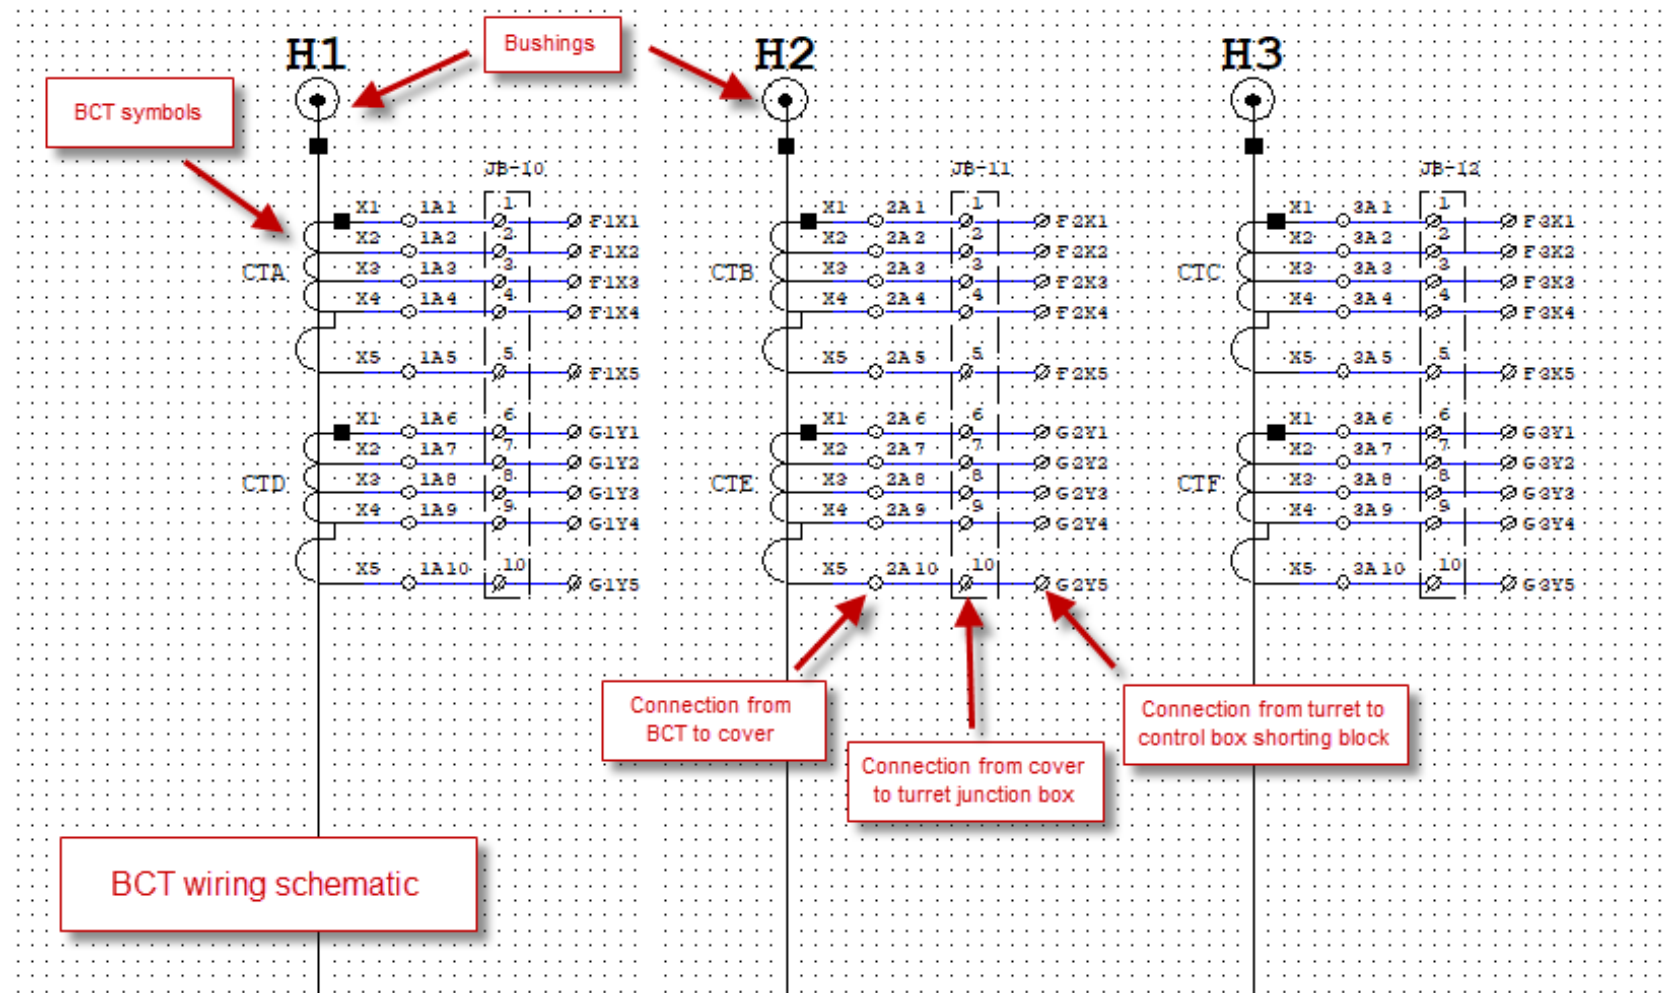 H1
Bushings
H2
H3
BCT symbols
JB-10
JB-11
JB-12
X1 1A1 1 F1X1
X2 1A2 2 F1X2
X3 1A3 3 F1X3
X4 1A4 4 F1X4
X5 1A5 5 F1X5
CTA
X1 1A6 6 G1Y1
X2 1A7 7 G1Y2
X3 1A8 8 G1Y3
X4 1A9 9 G1Y4
X5 1A10 10 G1Y5
CTD
X1 2A1 1 F2X1
X2 2A2 2 F2X2
X3 2A3 3 F2X3
X4 2A4 4 F2X4
X5 2A5 5 F2X5
CTB
X1 2A6 6 G2Y1
X2 2A7 7 G2Y2
X3 2A8 8 G2Y3
X4 2A9 9 G2Y4
X5 2A10 10 G2Y5
CTE
X1 3A1 1 F3X1
X2 3A2 2 F3X2
X3 3A3 3 F3X3
X4 3A4 4 F3X4
X5 3A5 5 F3X5
CTC
X1 3A6 6 G3Y1
X2 3A7 7 G3Y2
X3 3A8 8 G3Y3
X4 3A9 9 G3Y4
X5 3A10 10 G3Y5
CTF
Connection from
BCT to cover
Connection from cover
to turret junction box
Connection from turret to
control box shorting block
BCT wiring schematic